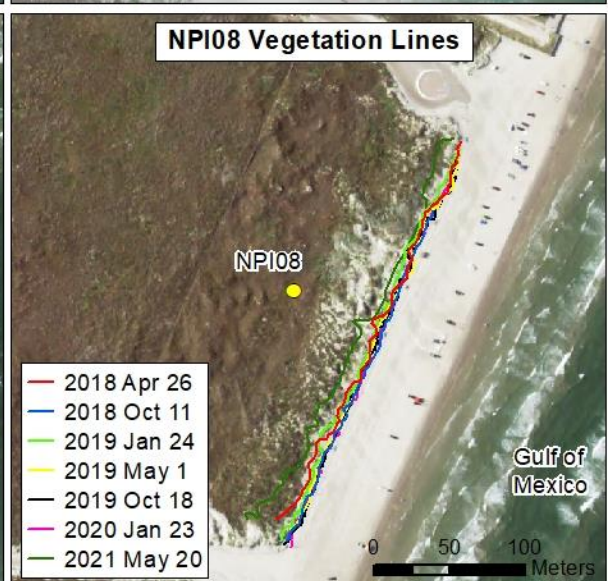 NPI08 Vegetation Lines
NPI08
2018 Apr 26
2018 Oct 11
2019 Jan 24
2019 May 1
2019 Oct 18
2020 Jan 23
2021 May 20
Gulf of
Mexico
0 50 100
Meters